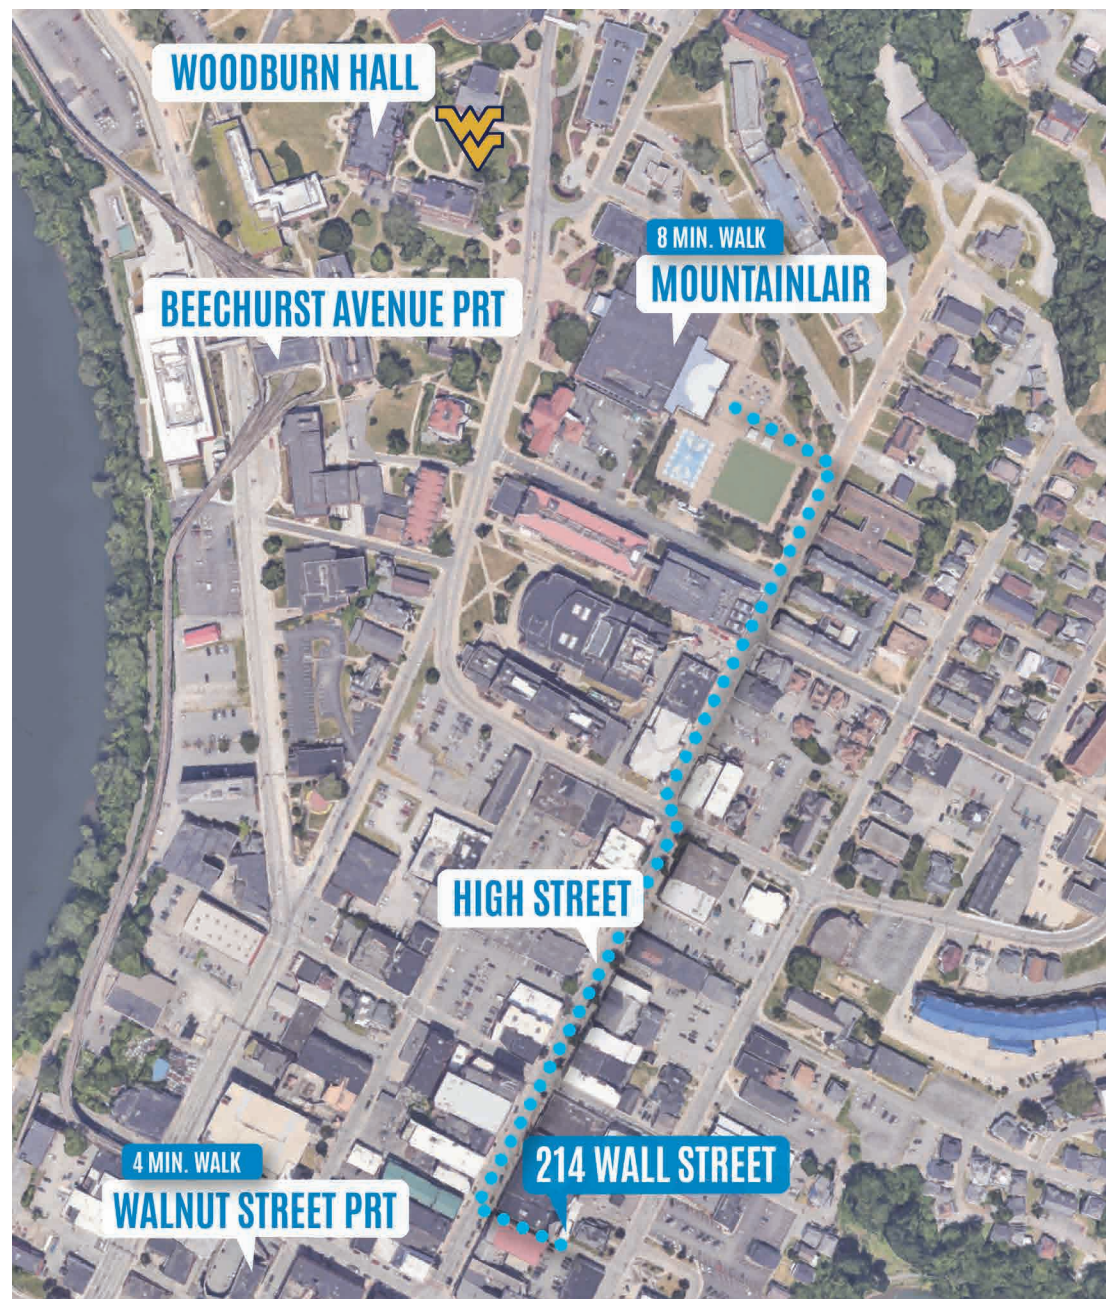 WOODBURN HALL
WV
8 MIN. WALK
MOUNTAINLAIR
BEECHURST AVENUE PRT
HIGH STREET
214 WALL STREET
4 MIN. WALK
WALNUT STREET PRT